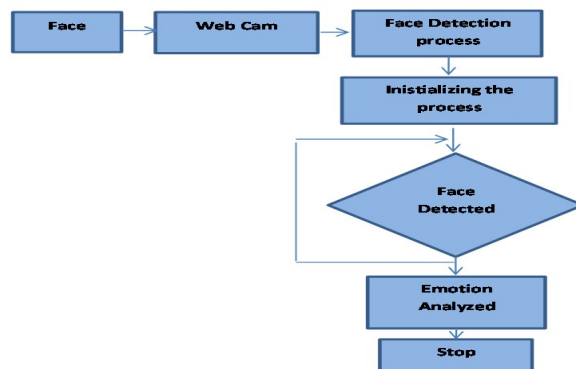 Face
Web Cam
Face Detection
process
Inistializing the
process
Face
Detected
Emotion
Analyzed
Stop